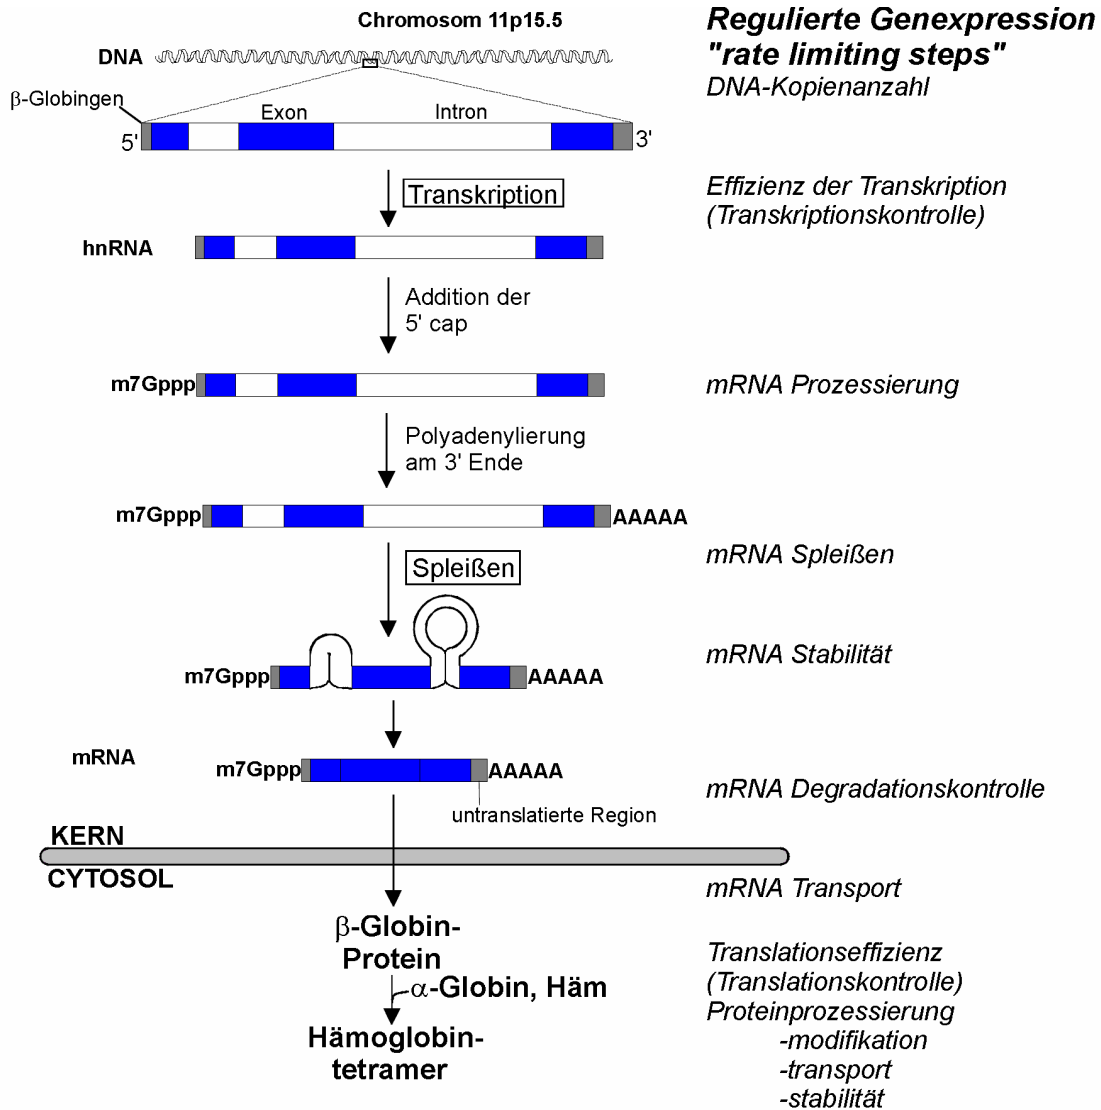 Chromosom 11p15.5
Regulierte Genexpression
"rate limiting steps"
DNA
DNA-Kopienanzahl
β-Globingen
Exon
Intron
5'
3'
Transkription
Effizienz der Transkription
(Transkriptionskontrolle)
hnRNA
Addition der
5' cap
m7Gppp
mRNA Prozessierung
Polyadenylierung
am 3' Ende
m7Gppp
AAAAA
mRNA Spleißen
Spleißen
mRNA Stabilität
m7Gppp
AAAAA
mRNA
m7Gppp
AAAAA
mRNA Degradationskontrolle
untranslatierte Region
KERN
CYTOSOL
mRNA Transport
β-Globin-
Protein
α-Globin, Häm
Hämoglobin-
tetramer
Translationseffizienz
(Translationskontrolle)
Proteinprozessierung
-modifikation
-transport
-stabilität